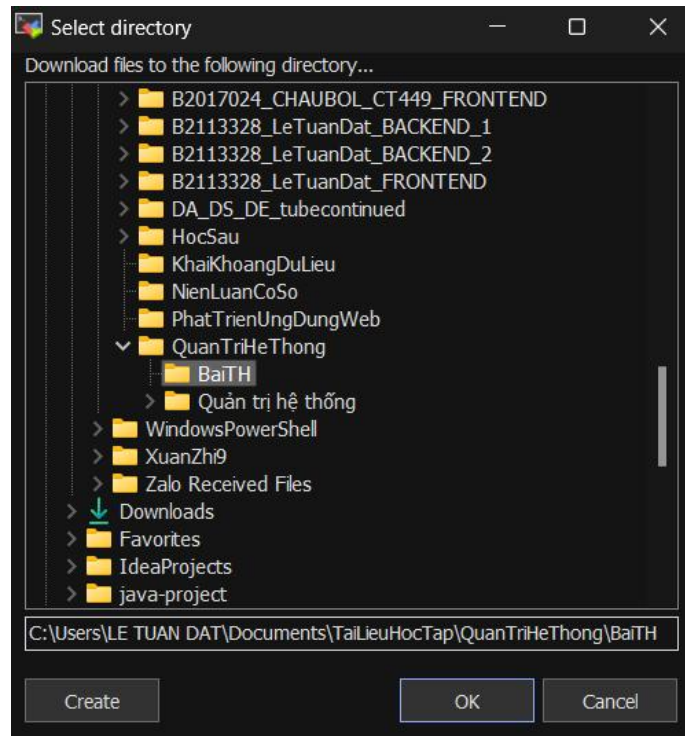 Select directory
Download files to the following directory...
B2017024_CHAUBOL_CT449_FRONTEND
B2113328_LeTuanDat_BACKEND_1
B2113328_LeTuanDat_BACKEND_2
B2113328_LeTuanDat_FRONTEND
DA_DS_DE_tubecontinued
HocSau
KhaiKhoangDuLieu
NienLuanCoSo
PhatTrienUngDungWeb
QuanTriHeThong
BaiTH
Quản trị hệ thống
WindowsPowerShell
XuanZhi9
Zalo Received Files
Downloads
Favorites
IdeaProjects
java-project
C:\Users\LE TUAN DAT\Documents\TaiLieuHocTap\QuanTriHeThong\BaiTH
Create OK Cancel